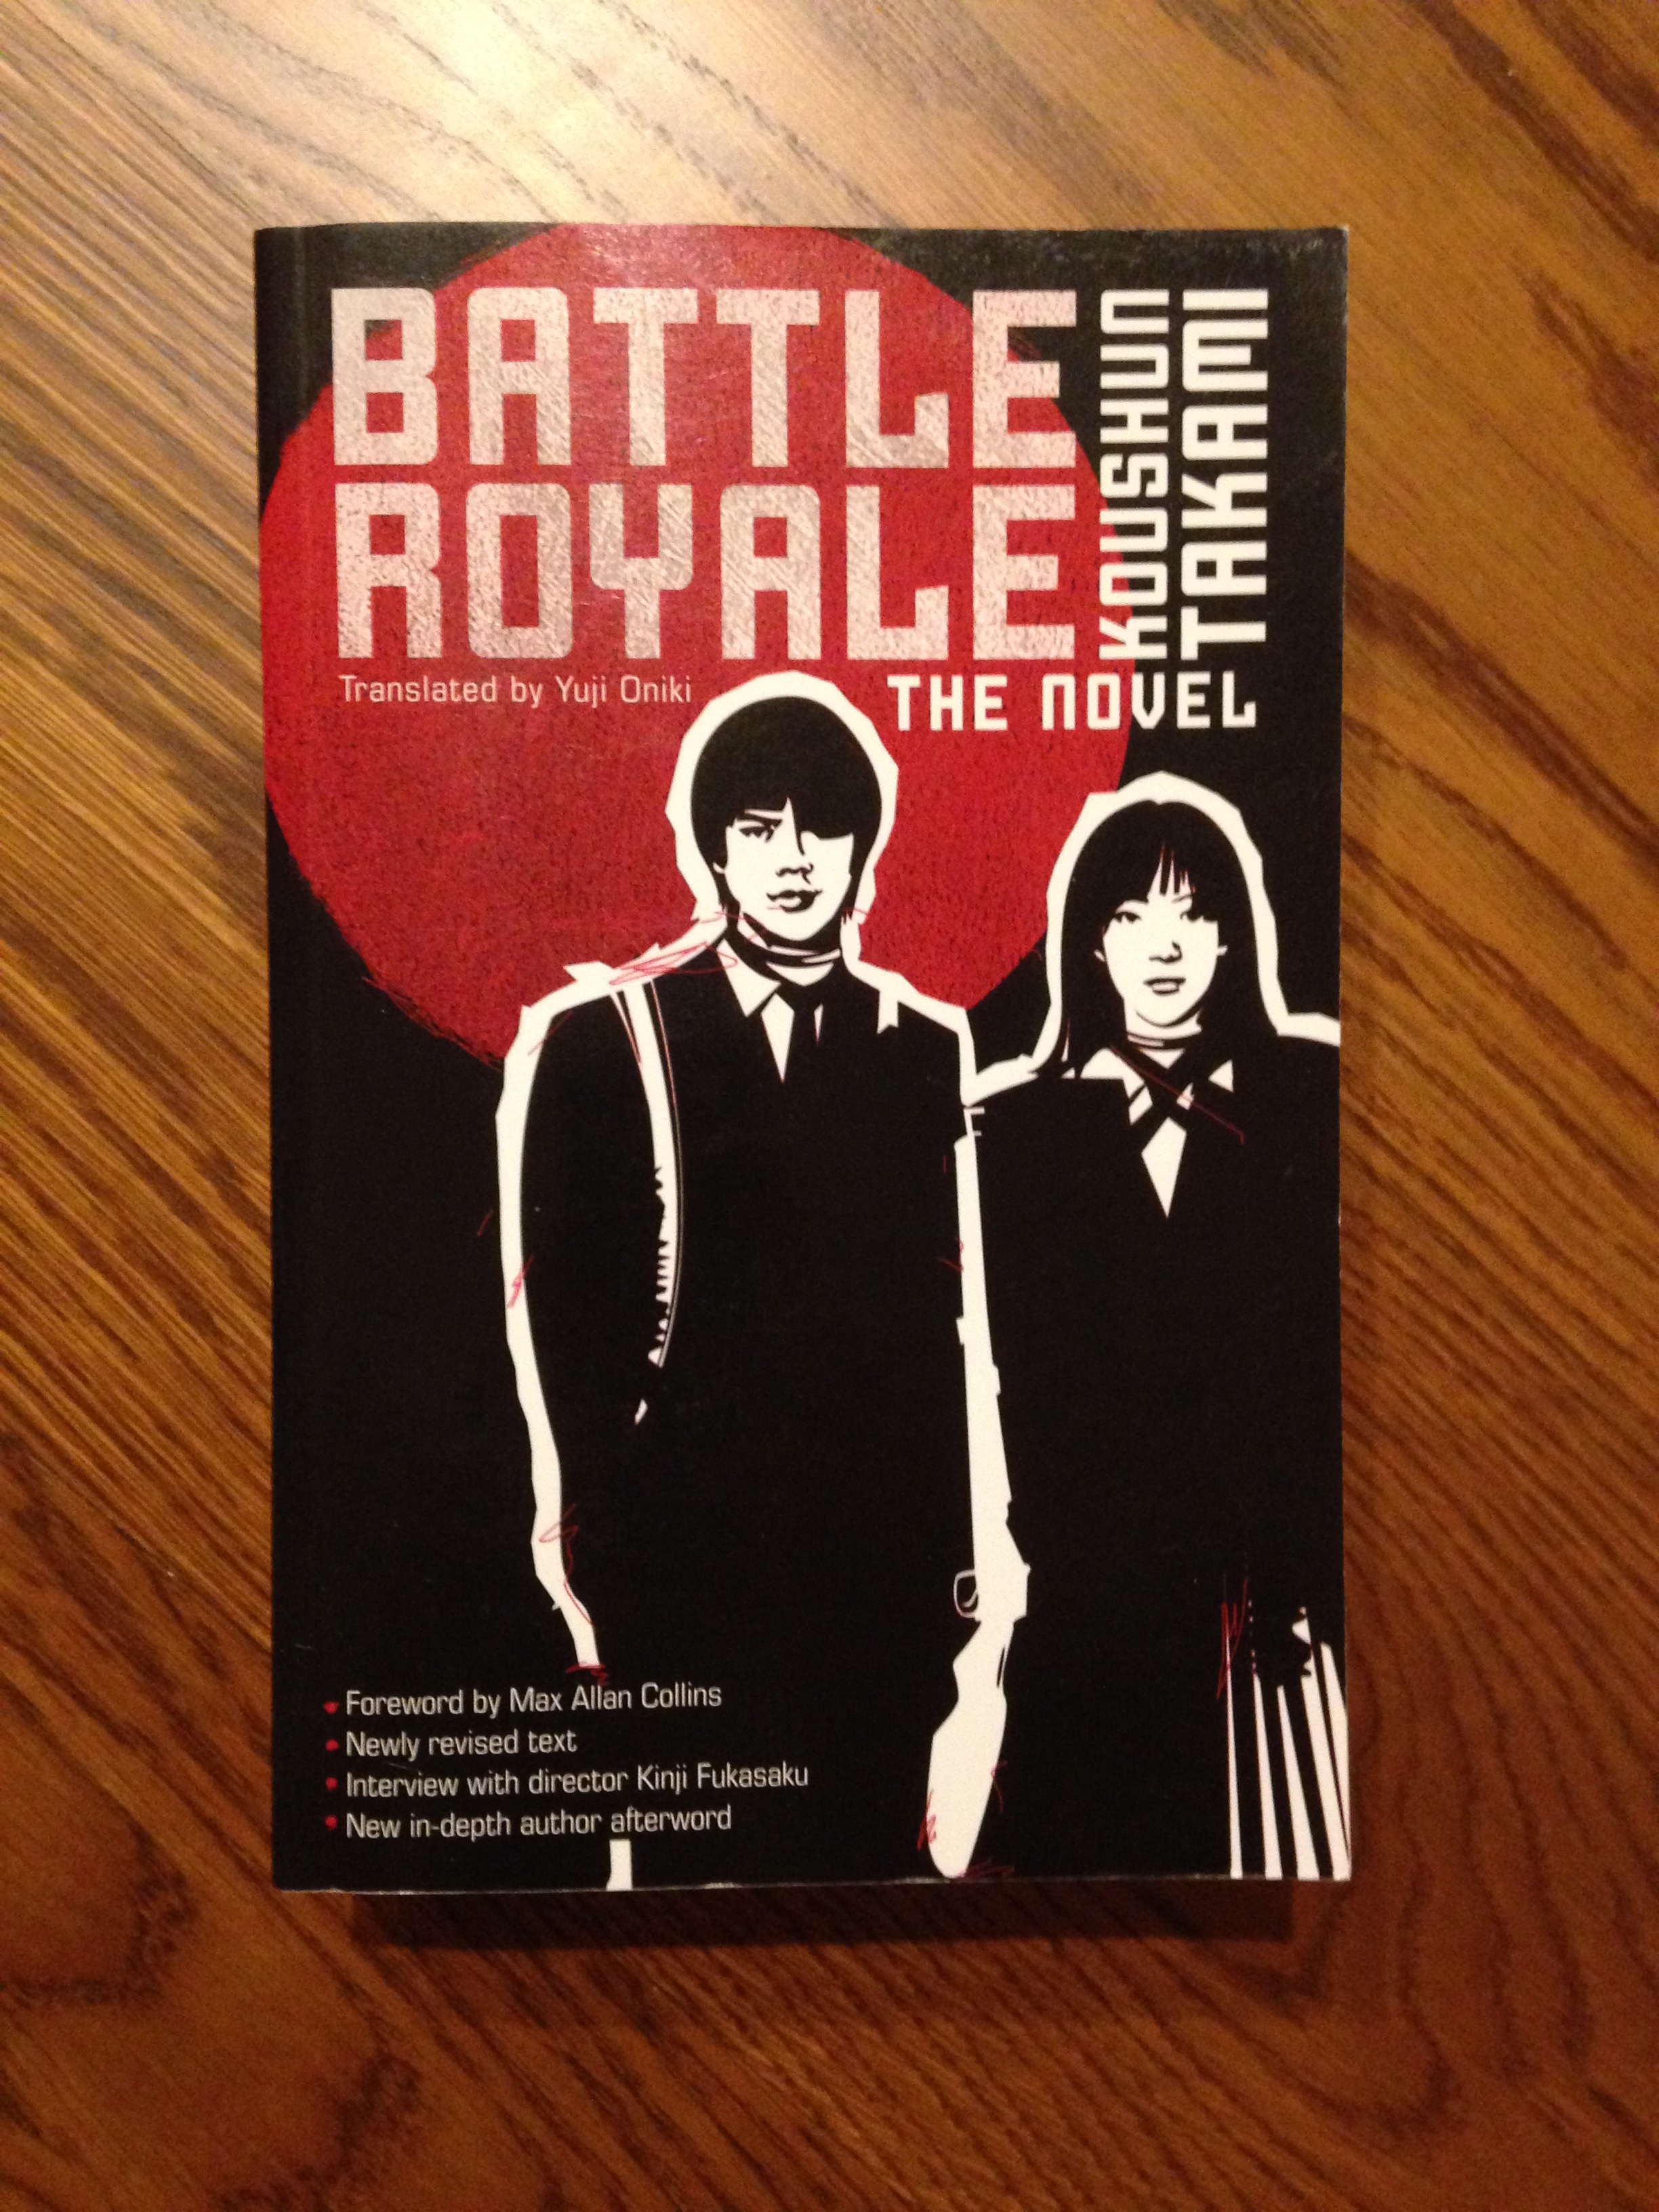 BATTLE
ROYALE
KOUSHUN
TAKAMI
THE NOVEL
Translated by Yuji Oniki
• Foreword by Max Allan Collins
• Newly revised text
• Interview with director Kinji Fukasaku
• New in-depth author afterword